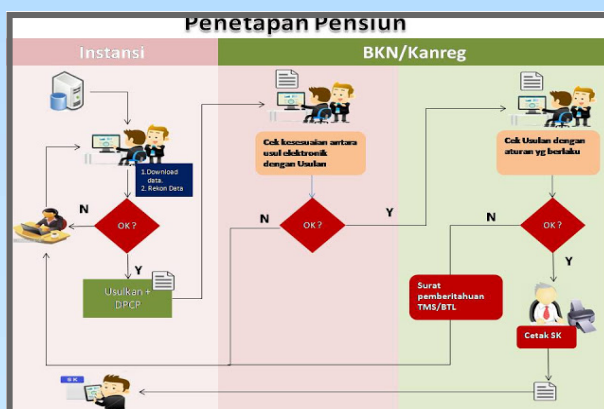 Penetapan Pensiun
Instansi
BKN/Kanreg
1.Download
data.
2. Rekon Data
Cek kesesuaian antara
usul elektronik
dengan Usulan
Cek Usulan dengan
aturan yg berlaku
N
OK?
Y
N
OK?
Y
N
OK?
Y
Usulkan +
DPCP
Surat
pemberitahuan
TMS/BTL
Cetak SK
SK